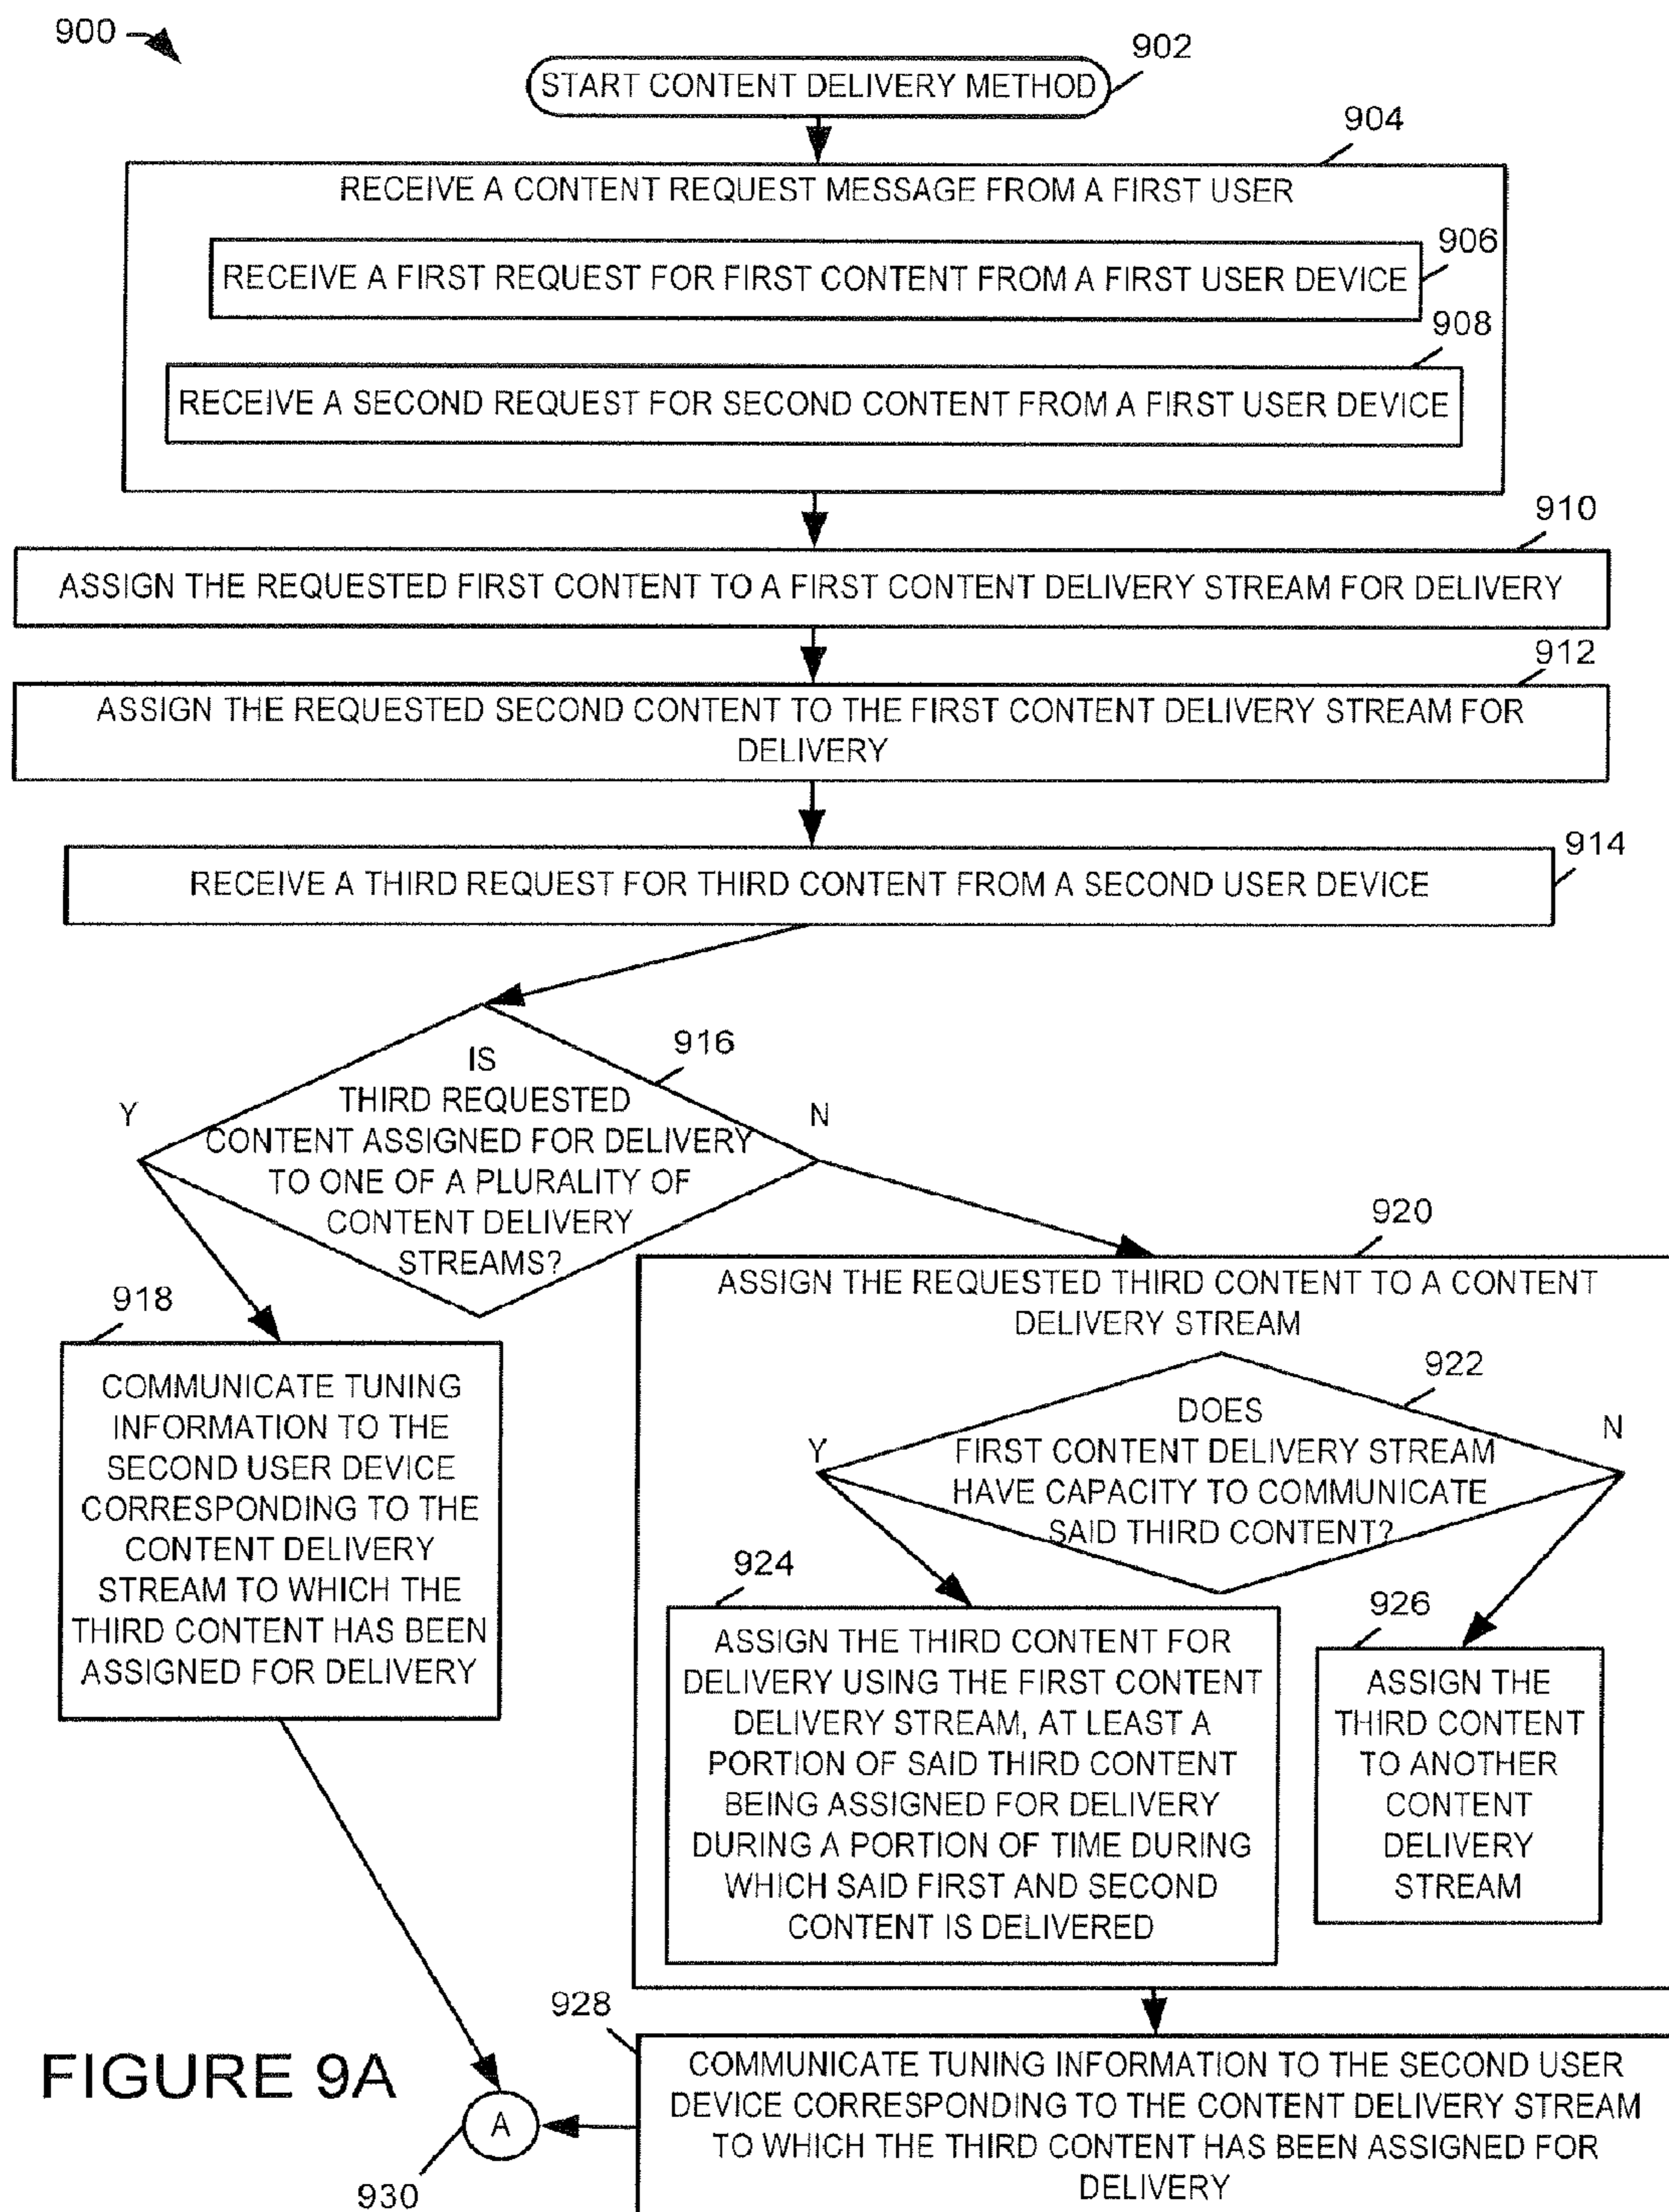 900
902
START CONTENT DELIVERY METHOD
904
RECEIVE A CONTENT REQUEST MESSAGE FROM A FIRST USER
906
RECEIVE A FIRST REQUEST FOR FIRST CONTENT FROM A FIRST USER DEVICE
908
RECEIVE A SECOND REQUEST FOR SECOND CONTENT FROM A FIRST USER DEVICE
910
ASSIGN THE REQUESTED FIRST CONTENT TO A FIRST CONTENT DELIVERY STREAM FOR DELIVERY
912
ASSIGN THE REQUESTED SECOND CONTENT TO THE FIRST CONTENT DELIVERY STREAM FOR
DELIVERY
914
RECEIVE A THIRD REQUEST FOR THIRD CONTENT FROM A SECOND USER DEVICE
916
IS
THIRD REQUESTED
CONTENT ASSIGNED FOR DELIVERY
TO ONE OF A PLURALITY OF
CONTENT DELIVERY
STREAMS?
Y
N
918
COMMUNICATE TUNING
INFORMATION TO THE
SECOND USER DEVICE
CORRESPONDING TO THE
CONTENT DELIVERY
STREAM TO WHICH THE
THIRD CONTENT HAS BEEN
ASSIGNED FOR DELIVERY
920
ASSIGN THE REQUESTED THIRD CONTENT TO A CONTENT
DELIVERY STREAM
922
DOES
FIRST CONTENT DELIVERY STREAM
HAVE CAPACITY TO COMMUNICATE
SAID THIRD CONTENT?
Y
N
924
ASSIGN THE THIRD CONTENT FOR
DELIVERY USING THE FIRST CONTENT
DELIVERY STREAM, AT LEAST A
PORTION OF SAID THIRD CONTENT
BEING ASSIGNED FOR DELIVERY
DURING A PORTION OF TIME DURING
WHICH SAID FIRST AND SECOND
CONTENT IS DELIVERED
926
ASSIGN THE
THIRD CONTENT
TO ANOTHER
CONTENT
DELIVERY
STREAM
928
COMMUNICATE TUNING INFORMATION TO THE SECOND USER
DEVICE CORRESPONDING TO THE CONTENT DELIVERY STREAM
TO WHICH THE THIRD CONTENT HAS BEEN ASSIGNED FOR
DELIVERY
FIGURE 9A
A
930